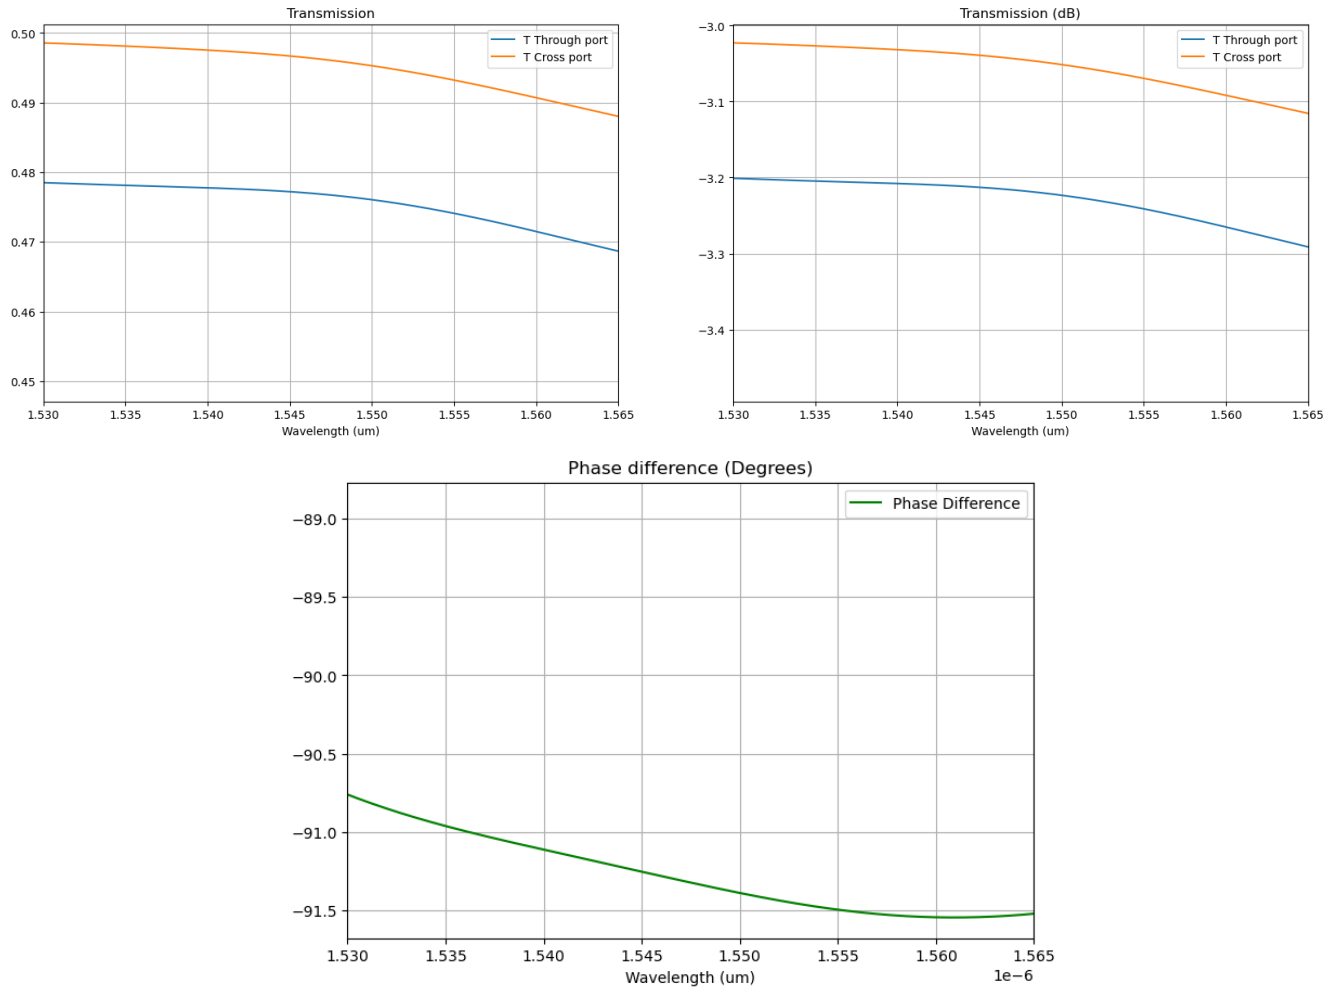 Transmission
0.50
0.49
0.48
0.47
0.46
0.45
T Through port
T Cross port
1.530 1.535 1.540 1.545 1.550 1.555 1.560 1.565
Wavelength (um)
Transmission (dB)
−3.0
−3.1
−3.2
−3.3
−3.4
T Through port
T Cross port
1.530 1.535 1.540 1.545 1.550 1.555 1.560 1.565
Wavelength (um)
Phase difference (Degrees)
−89.0
−89.5
−90.0
−90.5
−91.0
−91.5
Phase Difference
1.530 1.535 1.540 1.545 1.550 1.555 1.560 1.565
Wavelength (um)
1e−6